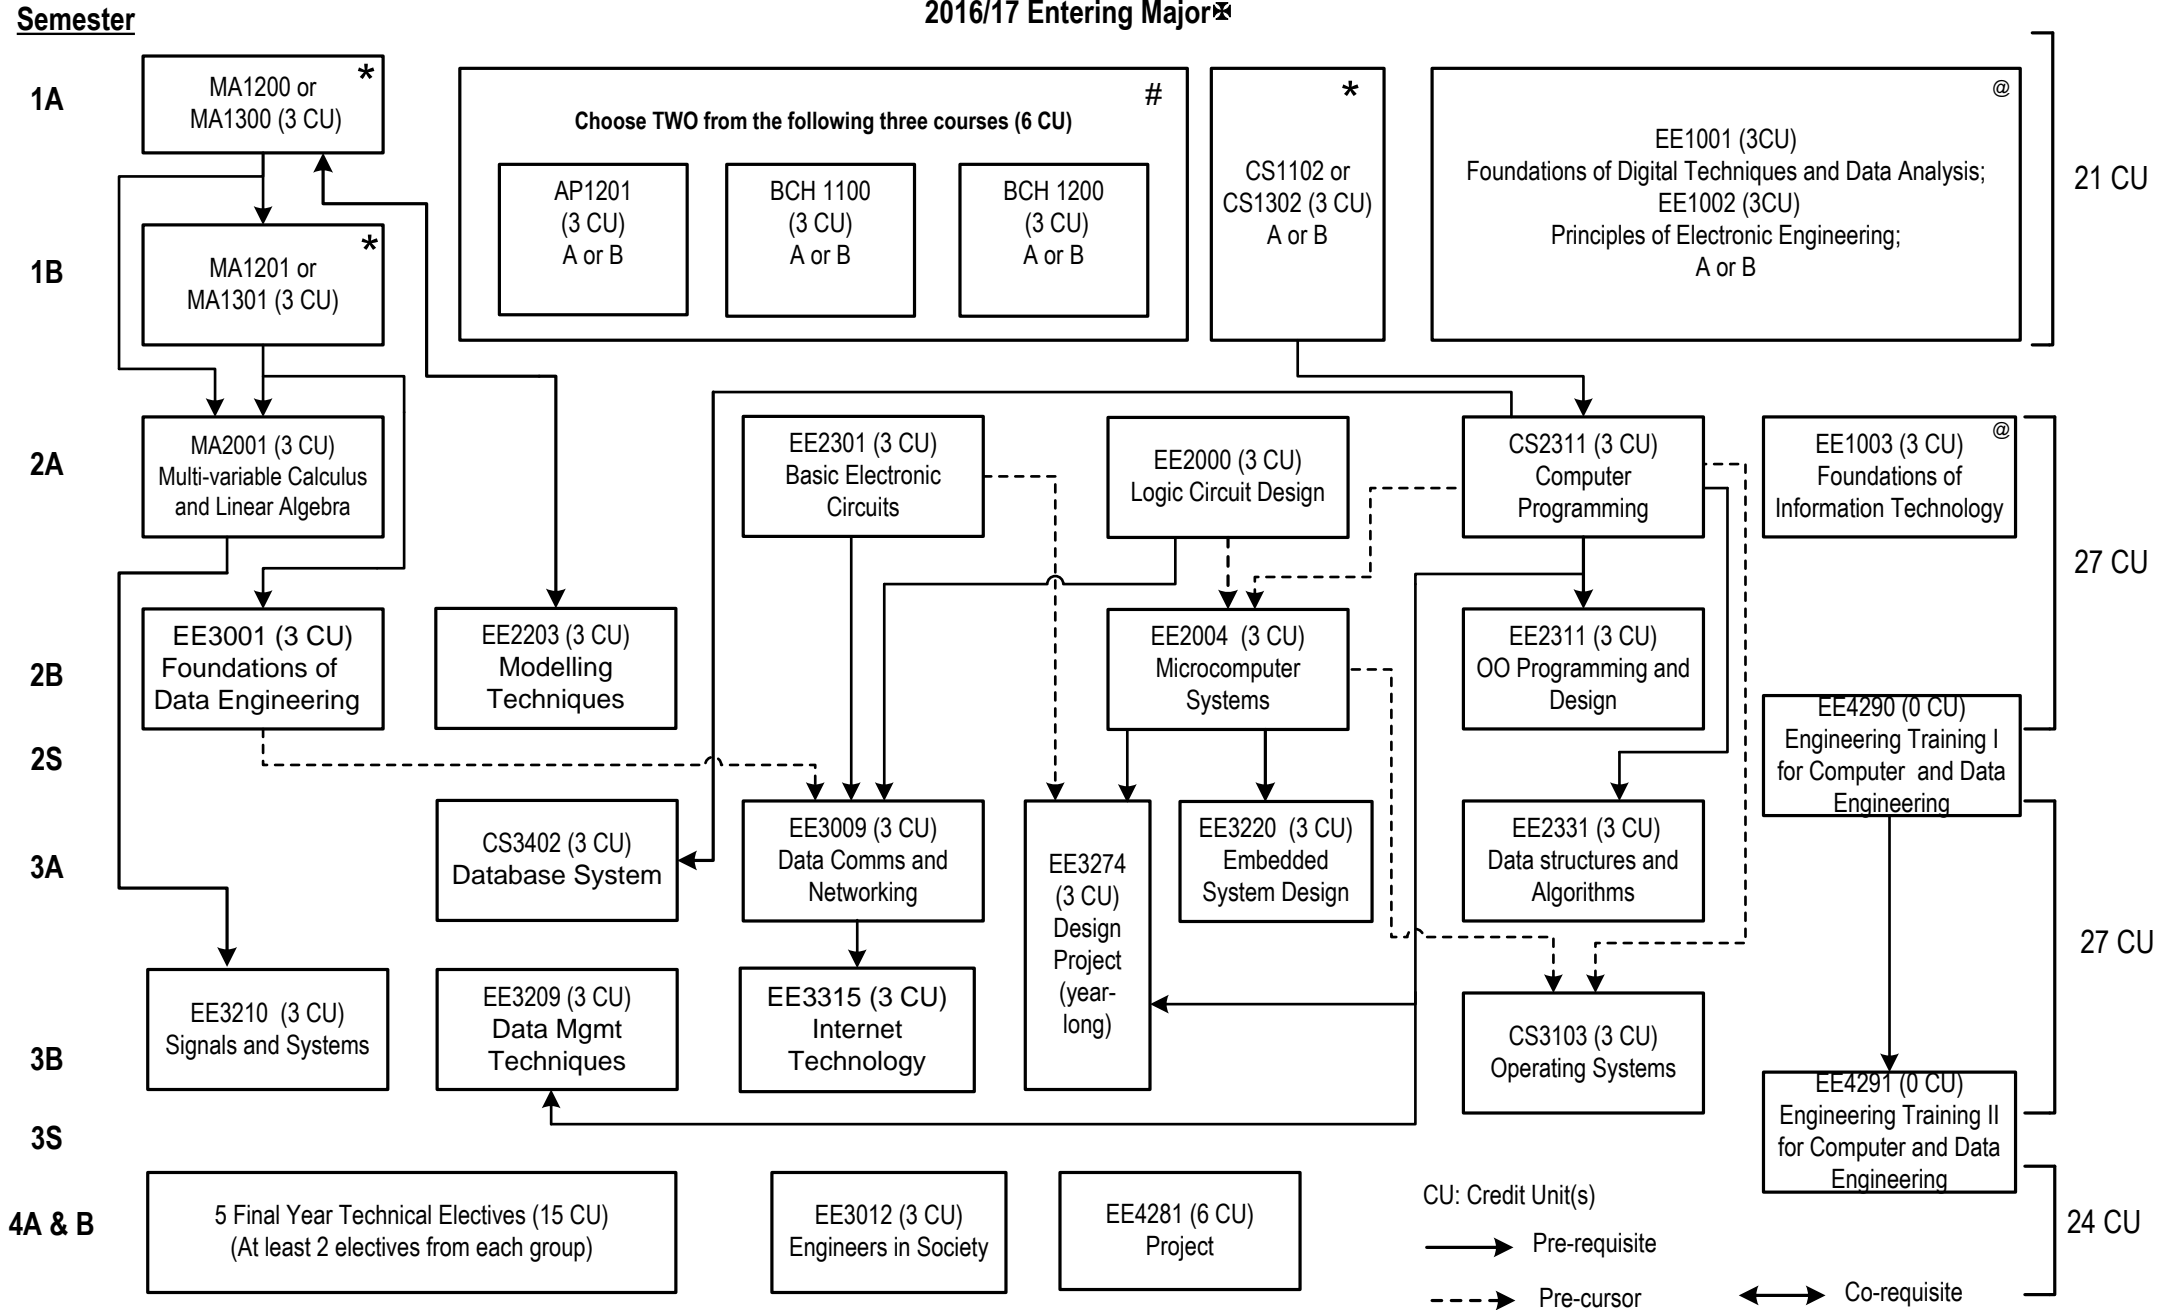 2016/17 Entering Major✠
Semester
1A
MA1200 or
MA1300 (3 CU)
*
#
Choose TWO from the following three courses (6 CU)
AP1201
(3 CU)
A or B
BCH 1100
(3 CU)
A or B
BCH 1200
(3 CU)
A or B
*
CS1102 or
CS1302 (3 CU)
A or B
@
EE1001 (3CU)
Foundations of Digital Techniques and Data Analysis;
EE1002 (3CU)
Principles of Electronic Engineering;
A or B
21 CU
1B
MA1201 or
MA1301 (3 CU)
*
2A
MA2001 (3 CU)
Multi-variable Calculus
and Linear Algebra
EE2301 (3 CU)
Basic Electronic
Circuits
EE2000 (3 CU)
Logic Circuit Design
CS2311 (3 CU)
Computer
Programming
@
EE1003 (3 CU)
Foundations of
Information Technology
27 CU
2B
EE3001 (3 CU)
Foundations of
Data Engineering
EE2203 (3 CU)
Modelling
Techniques
EE2004 (3 CU)
Microcomputer
Systems
EE2311 (3 CU)
OO Programming and
Design
2S
EE4290 (0 CU)
Engineering Training I
for Computer and Data
Engineering
3A
CS3402 (3 CU)
Database System
EE3009 (3 CU)
Data Comms and
Networking
EE3274
(3 CU)
Design
Project
(year-
long)
EE3220 (3 CU)
Embedded
System Design
EE2331 (3 CU)
Data structures and
Algorithms
27 CU
3B
EE3210 (3 CU)
Signals and Systems
EE3209 (3 CU)
Data Mgmt
Techniques
EE3315 (3 CU)
Internet
Technology
CS3103 (3 CU)
Operating Systems
3S
EE4291 (0 CU)
Engineering Training II
for Computer and Data
Engineering
4A & B
5 Final Year Technical Electives (15 CU)
(At least 2 electives from each group)
EE3012 (3 CU)
Engineers in Society
EE4281 (6 CU)
Project
24 CU
CU: Credit Unit(s)
Pre-requisite
Pre-cursor
Co-requisite